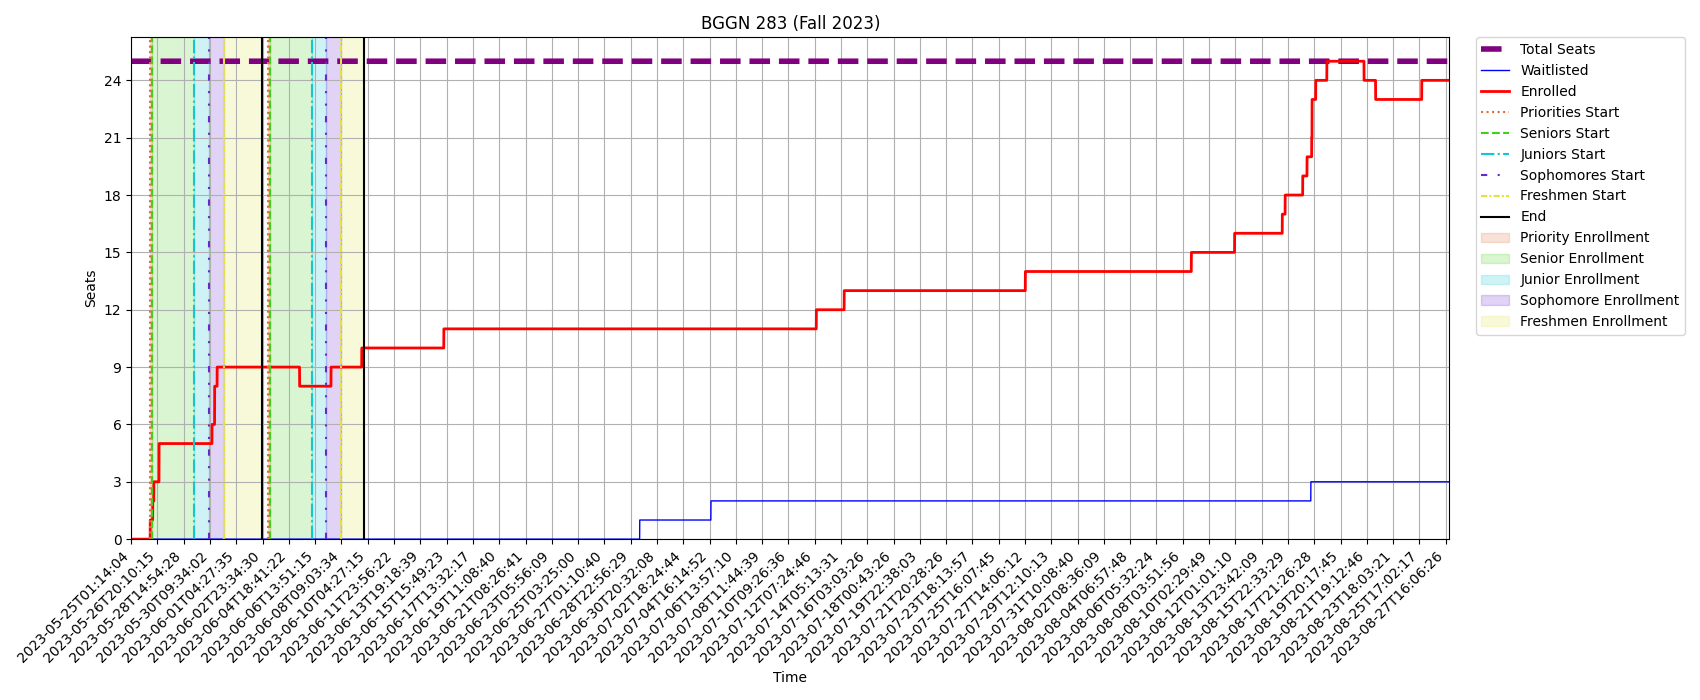 BGGN 283 (Fall 2023)
Total Seats
Waitlisted
Enrolled
Priorities Start
Seniors Start
Juniors Start
Sophomores Start
Freshmen Start
End
Priority Enrollment
Senior Enrollment
Junior Enrollment
Sophomore Enrollment
Freshmen Enrollment
Seats
24
21
18
15
12
9
6
3
0
2023-05-25T01:14:04
2023-05-26T20:10:15
2023-05-28T14:54:28
2023-05-30T09:34:02
2023-06-01T04:27:35
2023-06-02T23:34:30
2023-06-04T18:41:22
2023-06-06T13:51:15
2023-06-08T09:03:34
2023-06-10T04:27:15
2023-06-11T23:56:22
2023-06-13T19:18:39
2023-06-15T15:49:23
2023-06-17T13:32:17
2023-06-19T11:08:40
2023-06-21T08:26:41
2023-06-23T05:56:09
2023-06-25T03:25:00
2023-06-27T01:10:40
2023-06-28T22:56:29
2023-06-30T20:32:08
2023-07-02T18:24:44
2023-07-04T16:14:52
2023-07-06T13:57:10
2023-07-08T11:44:39
2023-07-10T09:26:36
2023-07-12T07:24:46
2023-07-14T05:13:31
2023-07-16T03:03:26
2023-07-18T00:43:26
2023-07-19T22:38:03
2023-07-21T20:28:26
2023-07-23T18:13:57
2023-07-25T16:07:45
2023-07-27T14:06:12
2023-07-29T12:10:13
2023-07-31T10:08:40
2023-08-02T08:36:09
2023-08-04T06:57:48
2023-08-06T05:32:24
2023-08-08T03:51:56
2023-08-10T02:29:49
2023-08-12T01:01:10
2023-08-13T23:42:09
2023-08-15T22:33:29
2023-08-17T21:26:28
2023-08-19T20:17:45
2023-08-21T19:12:46
2023-08-23T18:03:21
2023-08-25T17:02:17
2023-08-27T16:06:26
Time